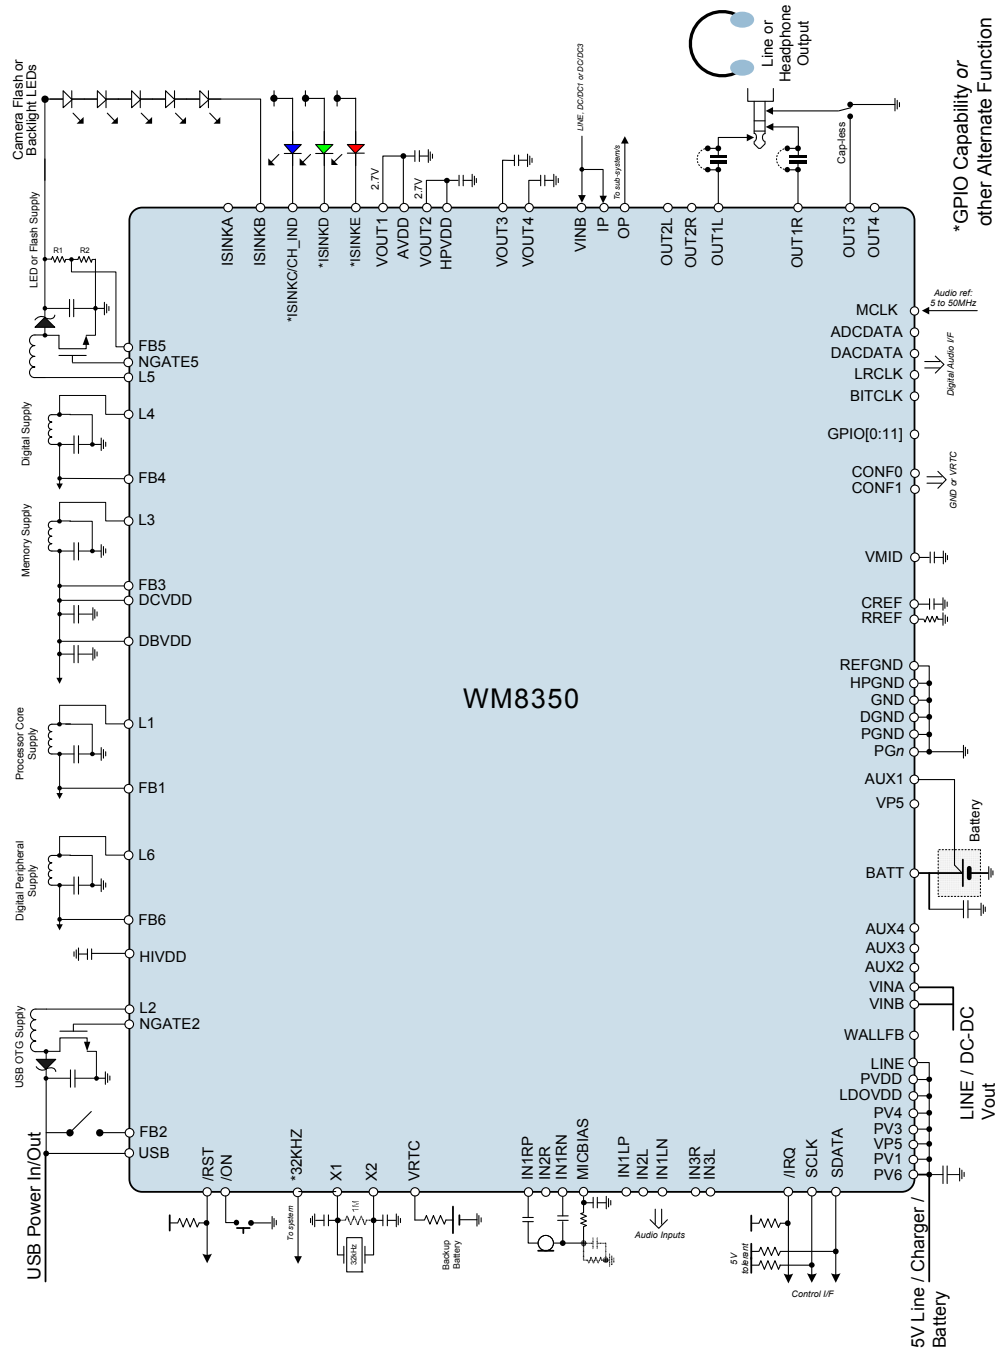 Camera Flash or
Backlight LEDs
LED or Flash Supply
R1
R2
2.7V
2.7V
LINE, DC/DC1 or DC/DC3
To sub-system/s
Line or
Headphone
Output
Cap-less
*GPIO Capability or
other Alternate Function
ISINKA
ISINKB
*ISINKC/CH_IND
*ISINKD
*ISINKE
VOUT1
AVDD
VOUT2
HPVDD
VOUT3
VOUT4
VINB
IP
OP
OUT2L
OUT2R
OUT1L
OUT1R
OUT3
OUT4
FB5
NGATE5
L5
Digital Supply
L4
FB4
Memory Supply
L3
FB3
DCVDD
DBVDD
Processor Core
Supply
L1
FB1
Digital Peripheral
Supply
L6
FB6
HIVDD
USB OTG Supply
L2
NGATE2
FB2
USB
USB Power In/Out
WM8350
MCLK
Audio ref:
5 to 50MHz
ADCDATA
DACDATA
LRCLK
BITCLK
Digital Audio I/F
GPIO[0:11]
CONF0
CONF1
GND or VRTC
VMID
CREF
RREF
REFGND
HPGND
GND
DGND
PGND
PGn
AUX1
VP5
Battery
BATT
AUX4
AUX3
AUX2
VINA
VINB
WALLFB
LINE / DC-DC
Vout
LINE
PVDD
LDOVDD
PV4
PV3
VP5
PV1
PV6
5V Line / Charger /
Battery
/RST
/ON
*32KHZ
X1
X2
VRTC
IN1RP
IN2R
IN1RN
MICBIAS
IN1LP
IN2L
IN1LN
IN3R
IN3L
/IRQ
SCLK
SDATA
To system
1M
32kHz
Backup
Battery
Audio Inputs
5V
tolerant
Control I/F